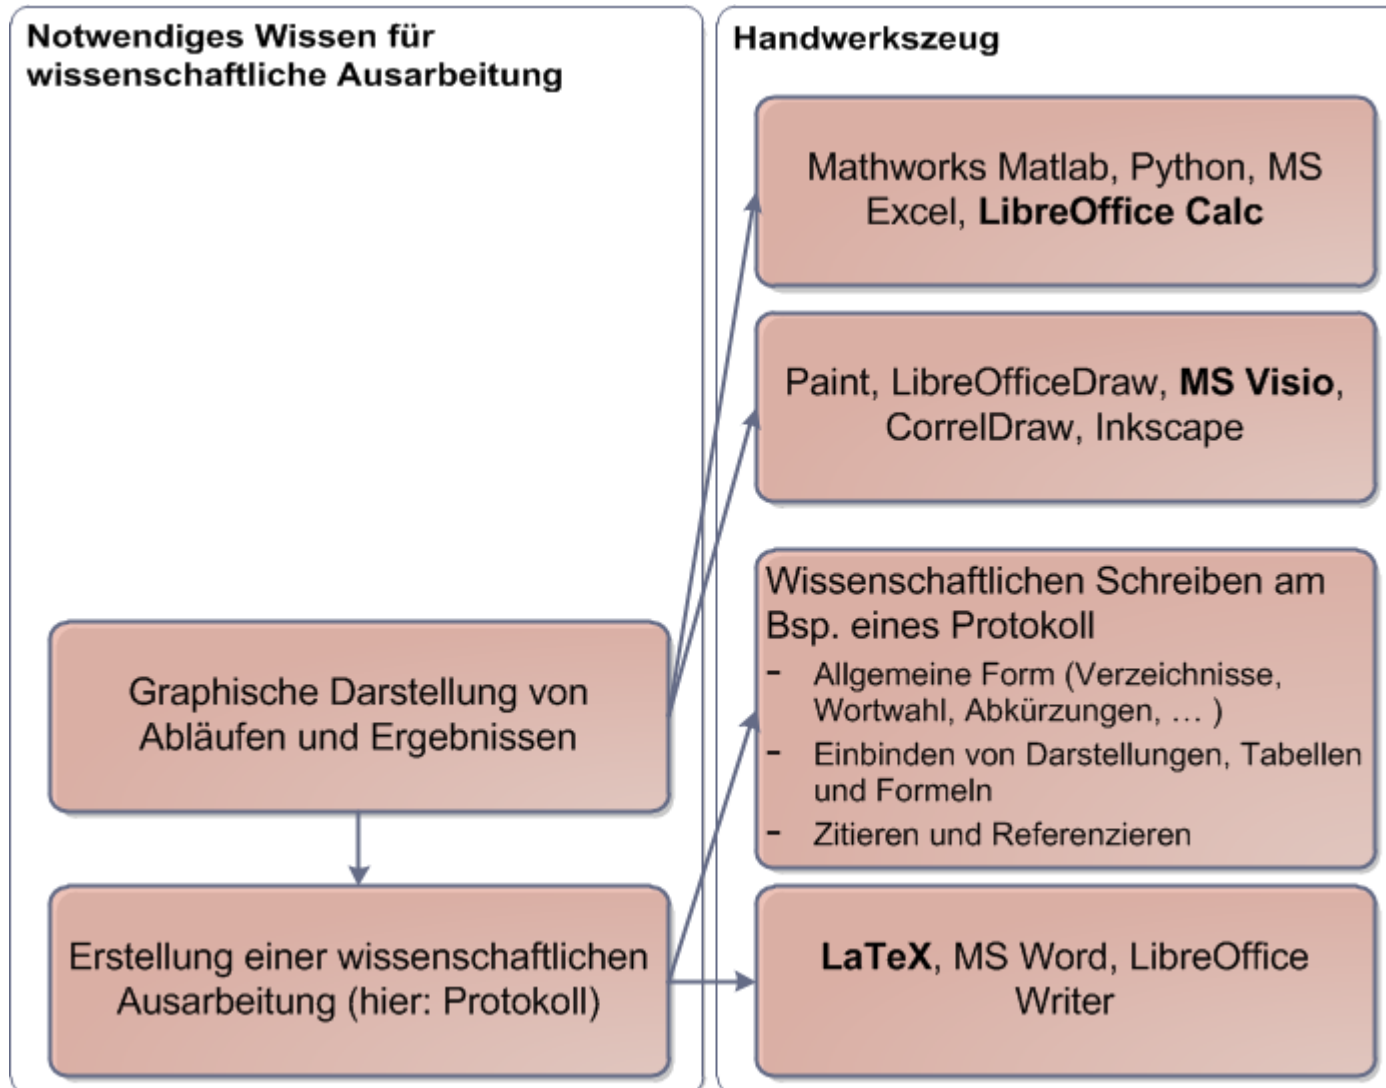 Notwendiges Wissen für
wissenschaftliche Ausarbeitung
Graphische Darstellung von
Abläufen und Ergebnissen
Erstellung einer wissenschaftlichen
Ausarbeitung (hier: Protokoll)
Handwerkszeug
Mathworks Matlab, Python, MS
Excel, LibreOffice Calc
Paint, LibreOfficeDraw, MS Visio,
CorrelDraw, Inkscape
Wissenschaftlichen Schreiben am
Bsp. eines Protokoll
- Allgemeine Form (Verzeichnisse,
Wortwahl, Abkürzungen, … )
- Einbinden von Darstellungen, Tabellen
und Formeln
- Zitieren und Referenzieren
LaTeX, MS Word, LibreOffice
Writer